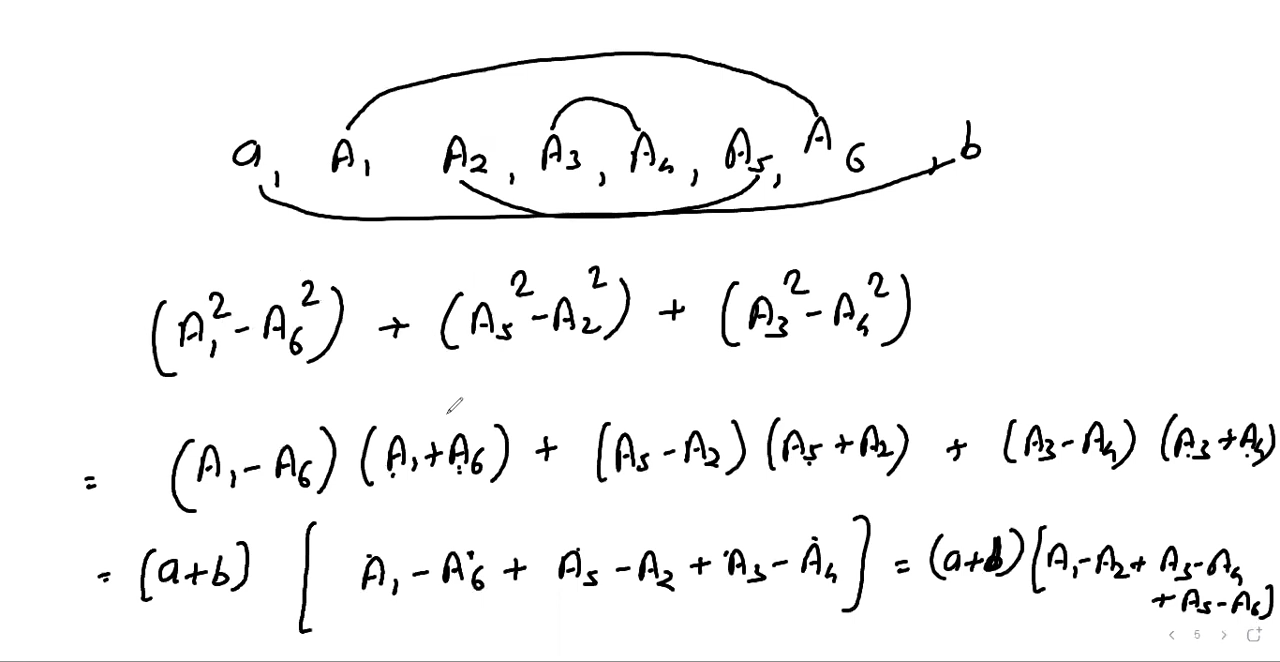 a, A₁ A₂, A₃, A₄, A₅, A₆, b
(A₁² - A₆²) + (A₅² - A₂²) + (A₃² - A₄²)
= (A₁ - A₆) (A₁ + A₆) + (A₅ - A₂) (A₅ + A₂) + (A₃ - A₄) (A₃ + A₄)
= (a+b) [A₁ - A₆ + A₅ - A₂ + A₃ - A₄] = (a+b) [A₁ - A₂ + A₃ - A₄
+ A₅ - A₆]
< 5 >